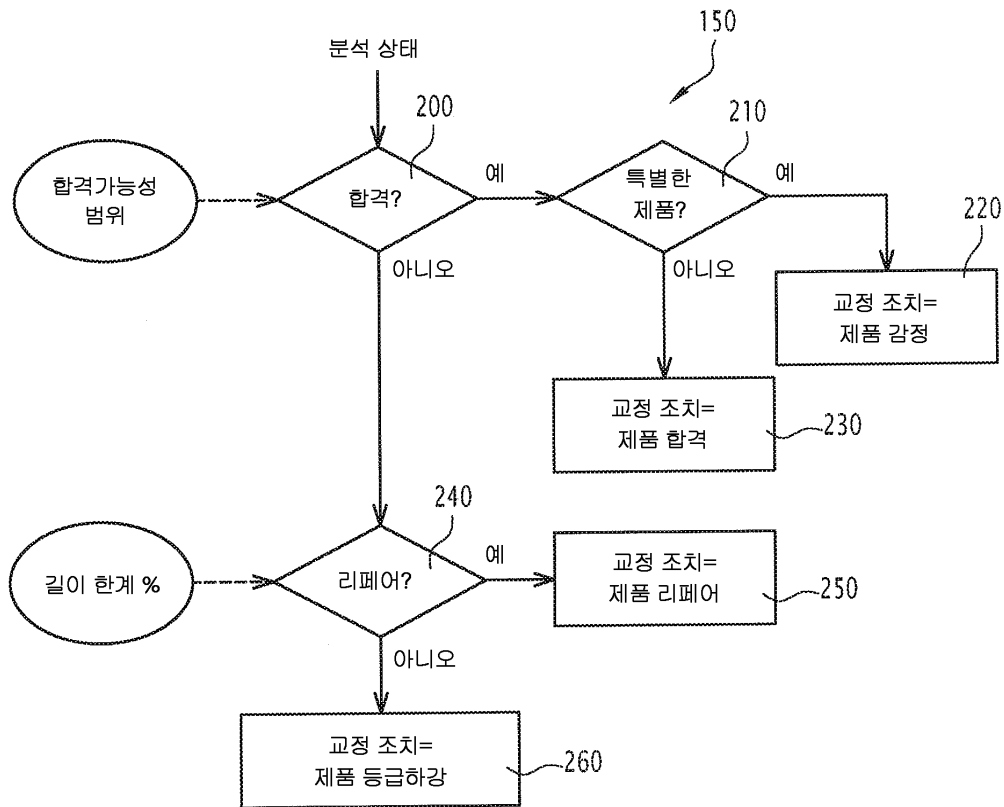 분석 상태
150
200
합격가능성
범위
합격?
예
210
특별한
제품?
예
220
아니오
아니오
교정 조치=
제품 감정
교정 조치=
제품 합격
230
240
길이 한계 %
리페어?
예
교정 조치=
제품 리페어
250
아니오
교정 조치=
제품 등급하강
260